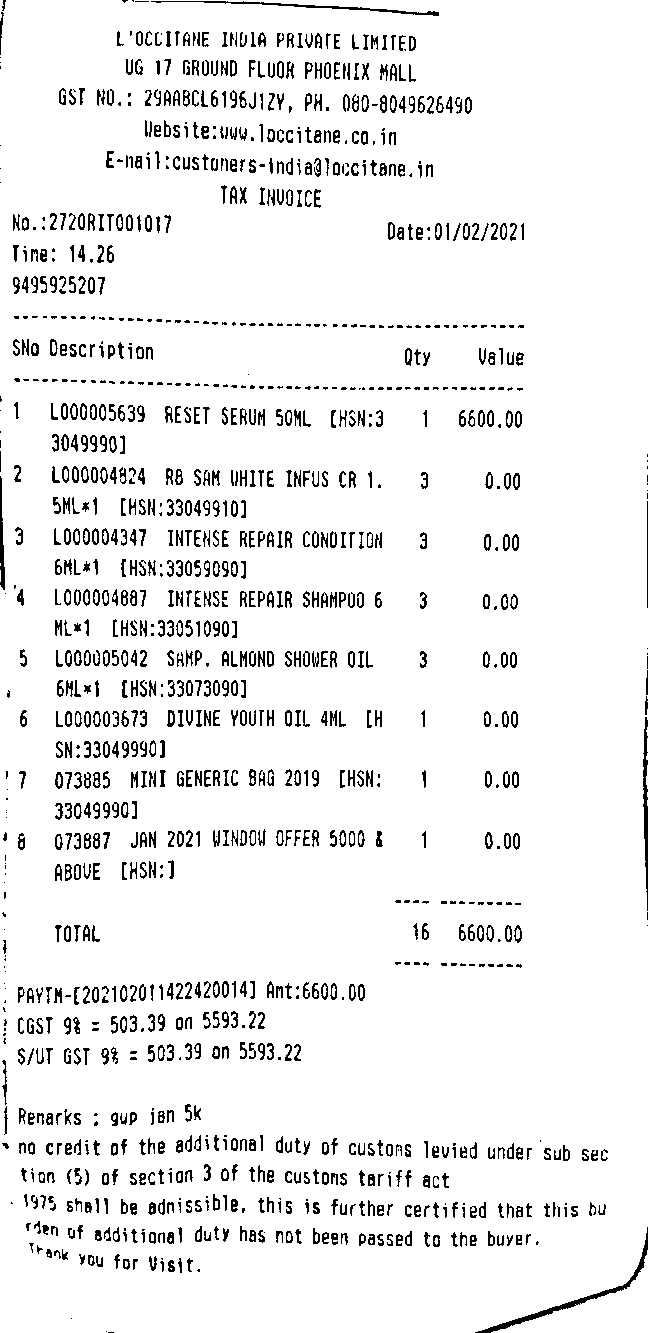 L'OCCITANE INDIA PRIVATE LIMITED
UG 17 GROUND FLOOR PHOENIX MALL
GST NO.: 29AABCL6196J1ZY, PH. 080-8049626490
Website:www.loccitane.co.in
E-mail:customers-india@loccitane.in
TAX INVOICE
No.:2720RIT001017 Date:01/02/2021
Time: 14.26
9495925207
SNo Description Qty Value
1 L000005639 RESET SERUM 50ML [HSN:3 1 6600.00
3049990]
2 L000004824 RB SAM WHITE INFUS CR 1. 3 0.00
5ML*1 [HSN:33049910]
3 L000004347 INTENSE REPAIR CONDITION 3 0.00
6ML*1 [HSN:33059090]
4 L000004887 INTENSE REPAIR SHAMPOO 6 3 0.00
ML*1 [HSN:33051090]
5 L000005042 SAMP. ALMOND SHOWER OIL 3 0.00
6ML*1 [HSN:33073090]
6 L000003673 DIVINE YOUTH OIL 4ML [H 1 0.00
SN:33049990]
7 073885 MINI GENERIC BAG 2019 [HSN: 1 0.00
33049990]
8 073887 JAN 2021 WINDOW OFFER 5000 & 1 0.00
ABOVE [HSN:]
TOTAL 16 6600.00
PAYTM-[202102011422420014] Amt:6600.00
CGST 9% = 503.39 on 5593.22
S/UT GST 9% = 503.39 on 5593.22
Remarks : gwp jan 5k
no credit of the additional duty of customs levied under sub sec
tion (5) of section 3 of the customs tariff act
1975 shall be admissible, this is further certified that this bu
rden of additional duty has not been passed to the buyer.
Thank you for Visit.